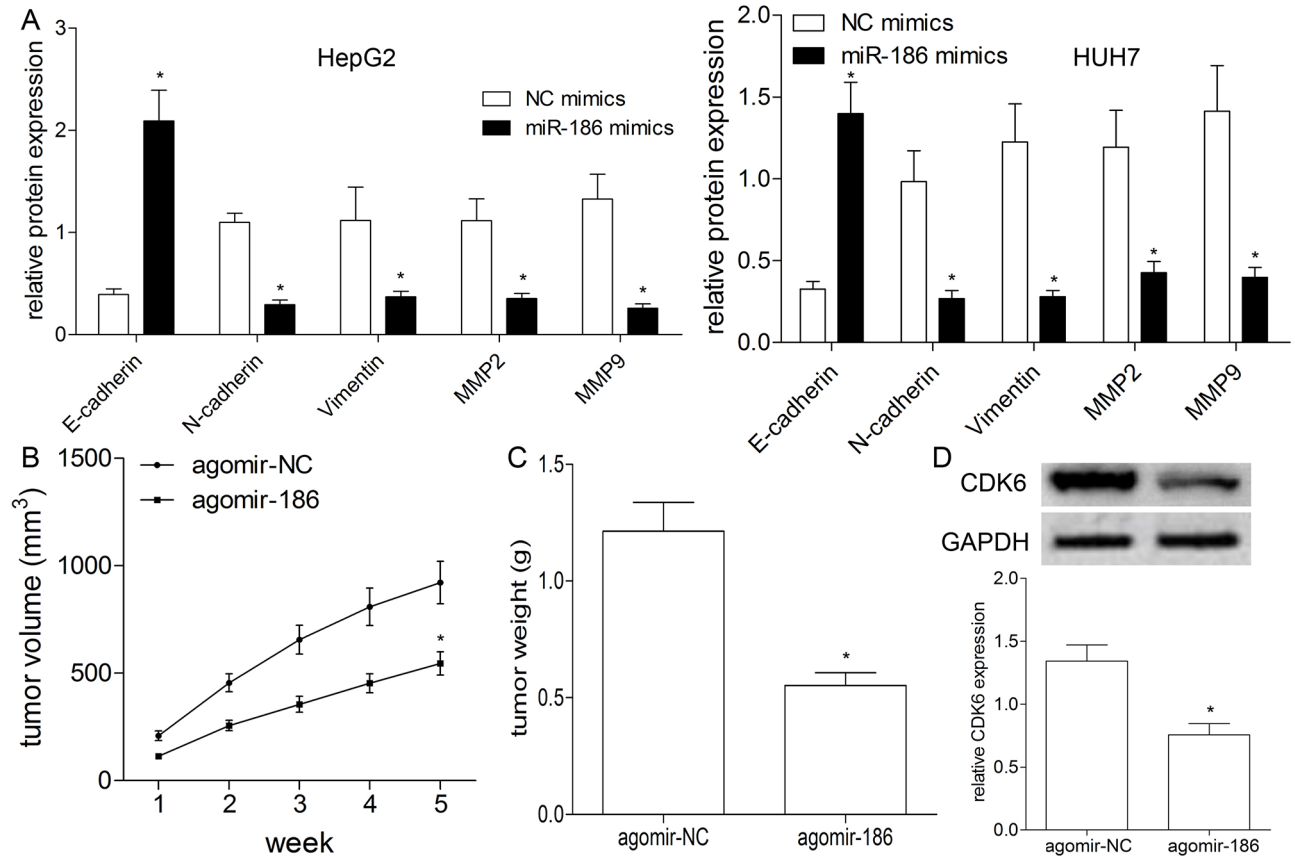 A
HepG2
NC mimics
miR-186 mimics
relative protein expression
3
2
1
0
*
*
*
*
*
E-cadherin
N-cadherin
Vimentin
MMP2
MMP9
HUH7
NC mimics
miR-186 mimics
relative protein expression
2.0
1.5
1.0
0.5
0.0
*
*
*
*
*
E-cadherin
N-cadherin
Vimentin
MMP2
MMP9
B
agomir-NC
agomir-186
tumor volume (mm³)
1500
1000
500
0
*
1 2 3 4 5
week
C
tumor weight (g)
1.5
1.0
0.5
0.0
*
agomir-NC
agomir-186
D
CDK6
GAPDH
relative CDK6 expression
2.0
1.5
1.0
0.5
0.0
*
agomir-NC
agomir-186